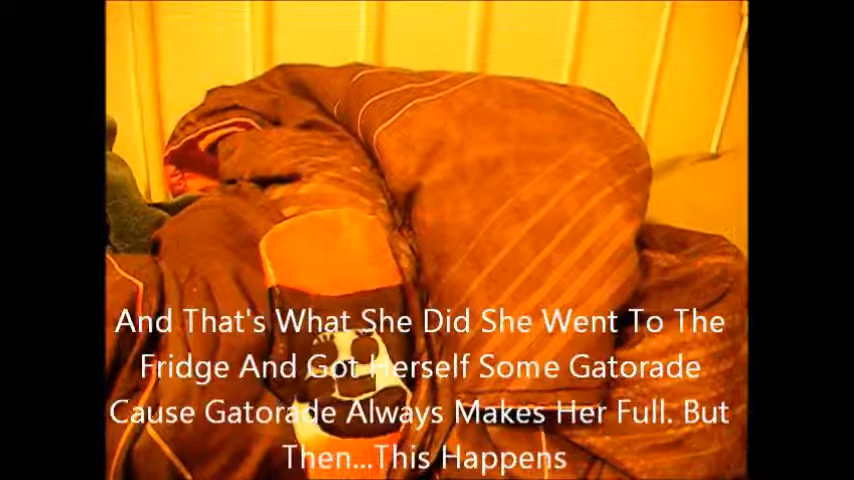 And That's What She Did She Went To The
Fridge And Got Herself Some Gatorade
Cause Gatorade Always Makes Her Full. But
Then...This Happens